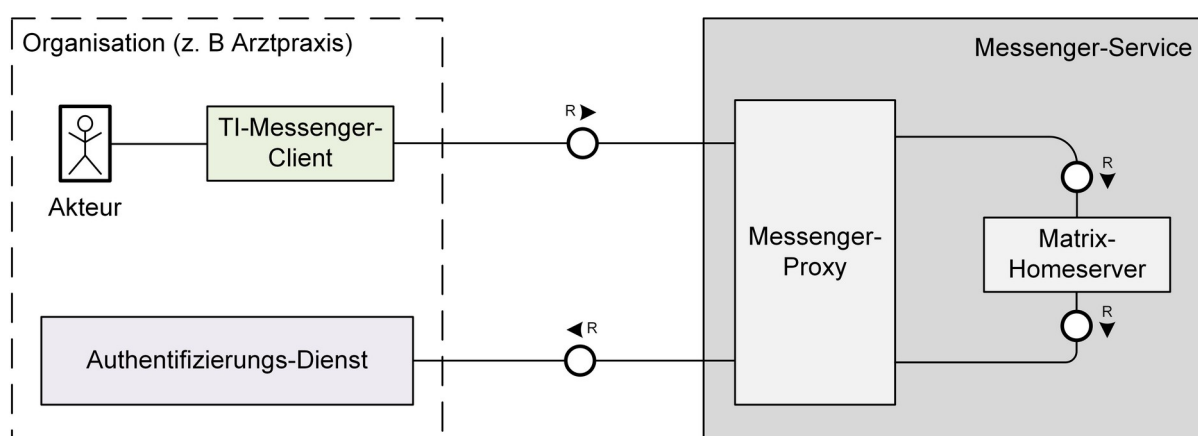 Organisation (z. B Arztpraxis)
Messenger-Service
TI-Messenger-
Client
Akteur
R
Messenger-
Proxy
R
Matrix-
Homeserver
R
Authentifizierungs-Dienst
R